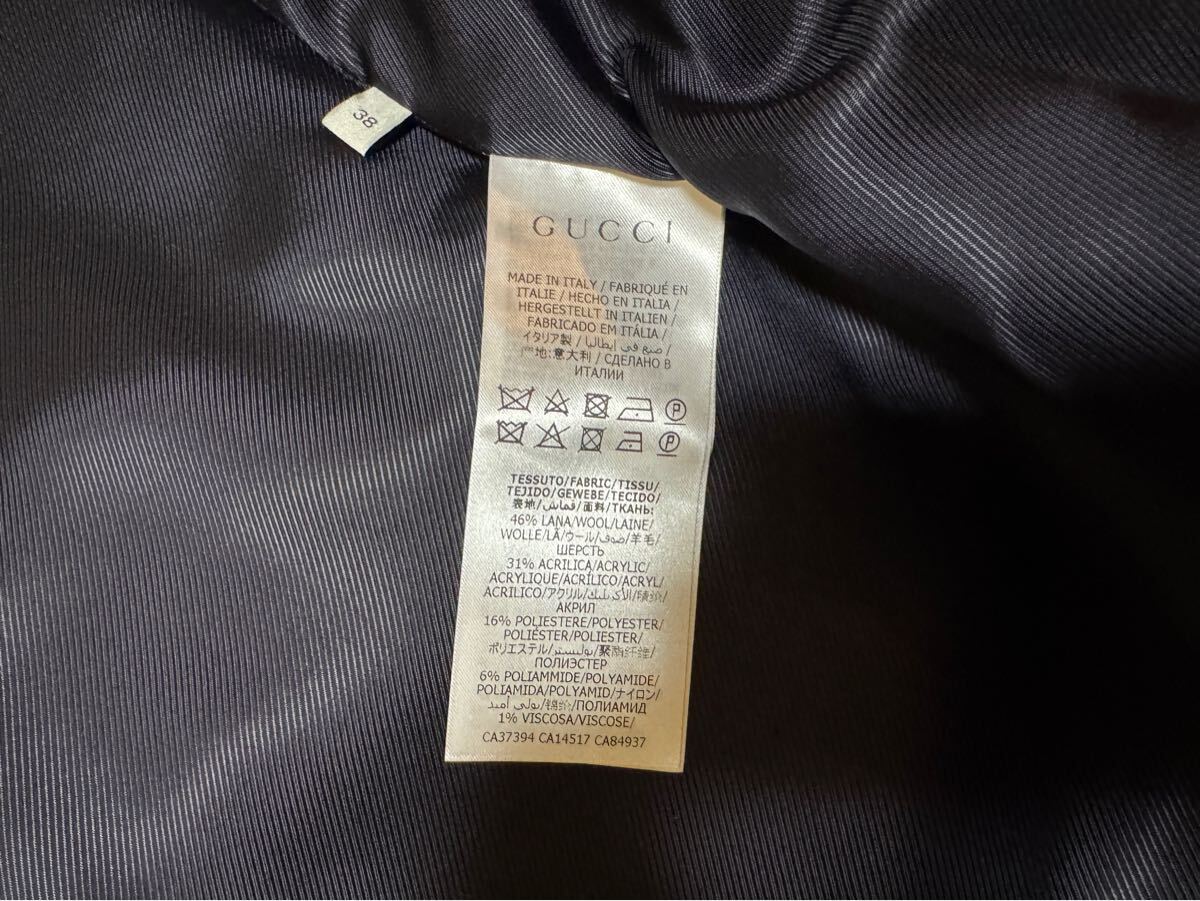 38
GUCCI
MADE IN ITALY / FABRIQUÉ EN
ITALIE / HECHO EN ITALIA /
HERGESTELLT IN ITALIEN /
FABRICADO EM ITÁLIA /
イタリア製 / صنع في ايطاليا /
产地:意大利 / СДЕЛАНО В
ИТАЛИИ
P
P
TESSUTO/FABRIC/TISSU/
TEJIDO/GEWEBE/TECIDO/
表地/قماش/面料/ТКАНЬ:
46% LANA/WOOL/LAINE/
WOLLE/LÃ/ウール/صوف/羊毛/
ШЕРСТЬ
31% ACRILICA/ACRYLIC/
ACRYLIQUE/ACRÍLICO/ACRYL/
ACRILICO/アクリル/
АКРИЛ
16% POLIESTERE/POLYESTER/
POLIÉSTER/POLIESTER/
ポリエステル/بوليستر/聚酯纤维/
ПОЛИЭСТЕР
6% POLIAMMIDE/POLYAMIDE/
POLIAMIDA/POLYAMID/ナイロン/
بولي أميد/锦纶/ПОЛИАМИД
1% VISCOSA/VISCOSE/
CA37394 CA14517 CA84937